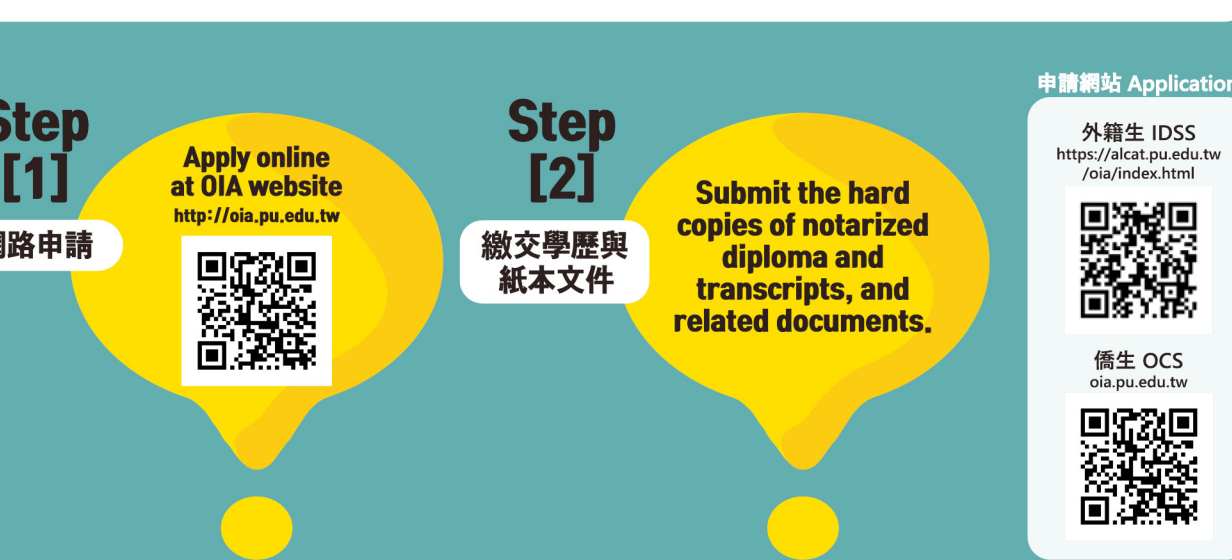 Step
[1]
網路申請
Apply online
at OIA website
http://oia.pu.edu.tw
Step
[2]
繳交學歷與
紙本文件
Submit the hard
copies of notarized
diploma and
transcripts, and
related documents.
申請網站 Application
外籍生 IDSS
https://alcat.pu.edu.tw
/oia/index.html
僑生 OCS
oia.pu.edu.tw